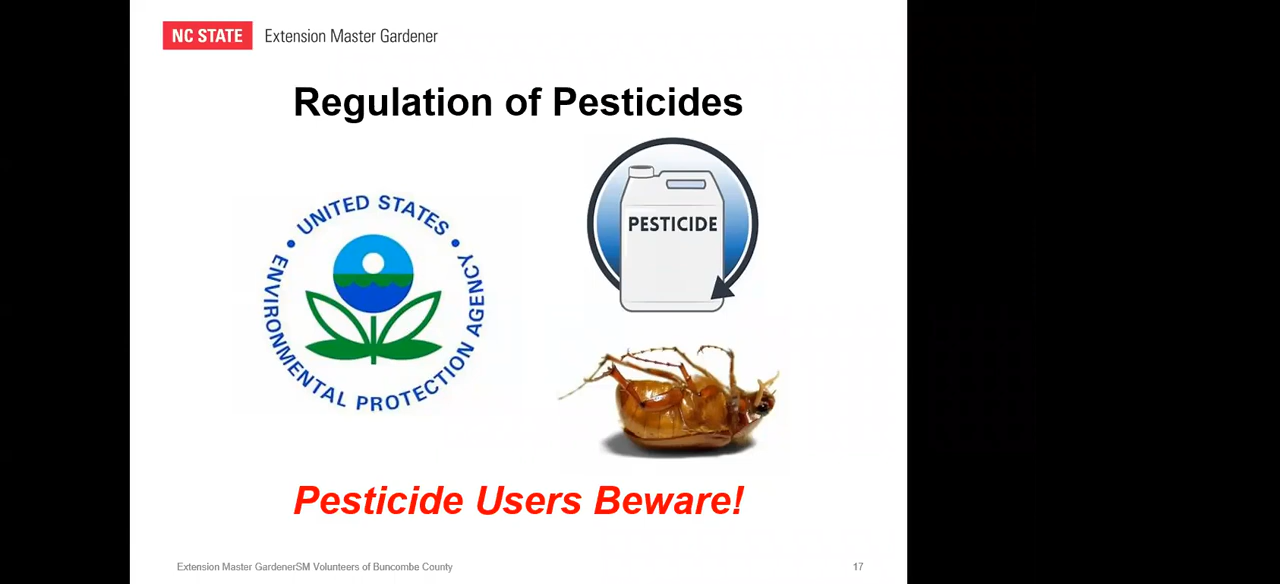 NC STATE Extension Master Gardener
Regulation of Pesticides
UNITED STATES
ENVIRONMENTAL PROTECTION AGENCY
PESTICIDE
Pesticide Users Beware!
Extension Master GardenerSM Volunteers of Buncombe County
17